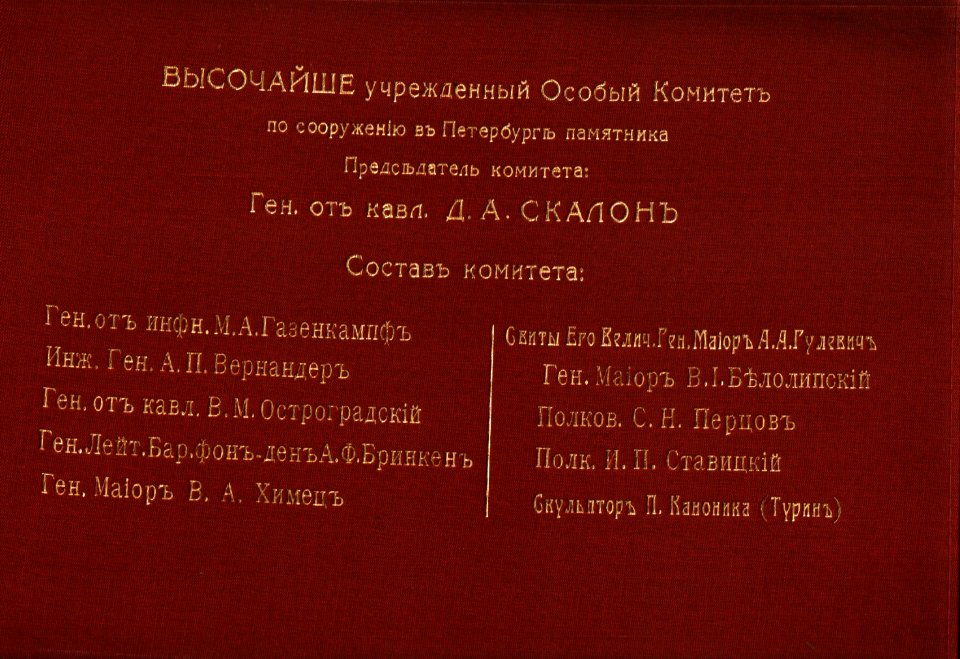 ВЫСОЧАЙШЕ учрежденный Особый Комитетъ
по сооруженію въ Петербургѣ памятника
Предсѣдатель комитета:
Ген. отъ кавл. Д. А. СКАЛОНЪ
Составъ комитета:
Ген. отъ инфн. М. А. Газенкампфъ
Инж. Ген. А. П. Вернандеръ
Ген. отъ кавл. В. М. Остроградскій
Ген. Лейт. Бар. фонъ-денъ А. Ф. Бринкенъ
Ген. Маіоръ В. А. Химецъ
Свиты Его Велич. Ген. Маіоръ А. А. Гулевичъ
Ген. Маіоръ В. І. Бѣлолипскій
Полков. С. Н. Перцовъ
Полк. И. П. Ставицкій
Скульпторъ П. Каноника (Туринъ)